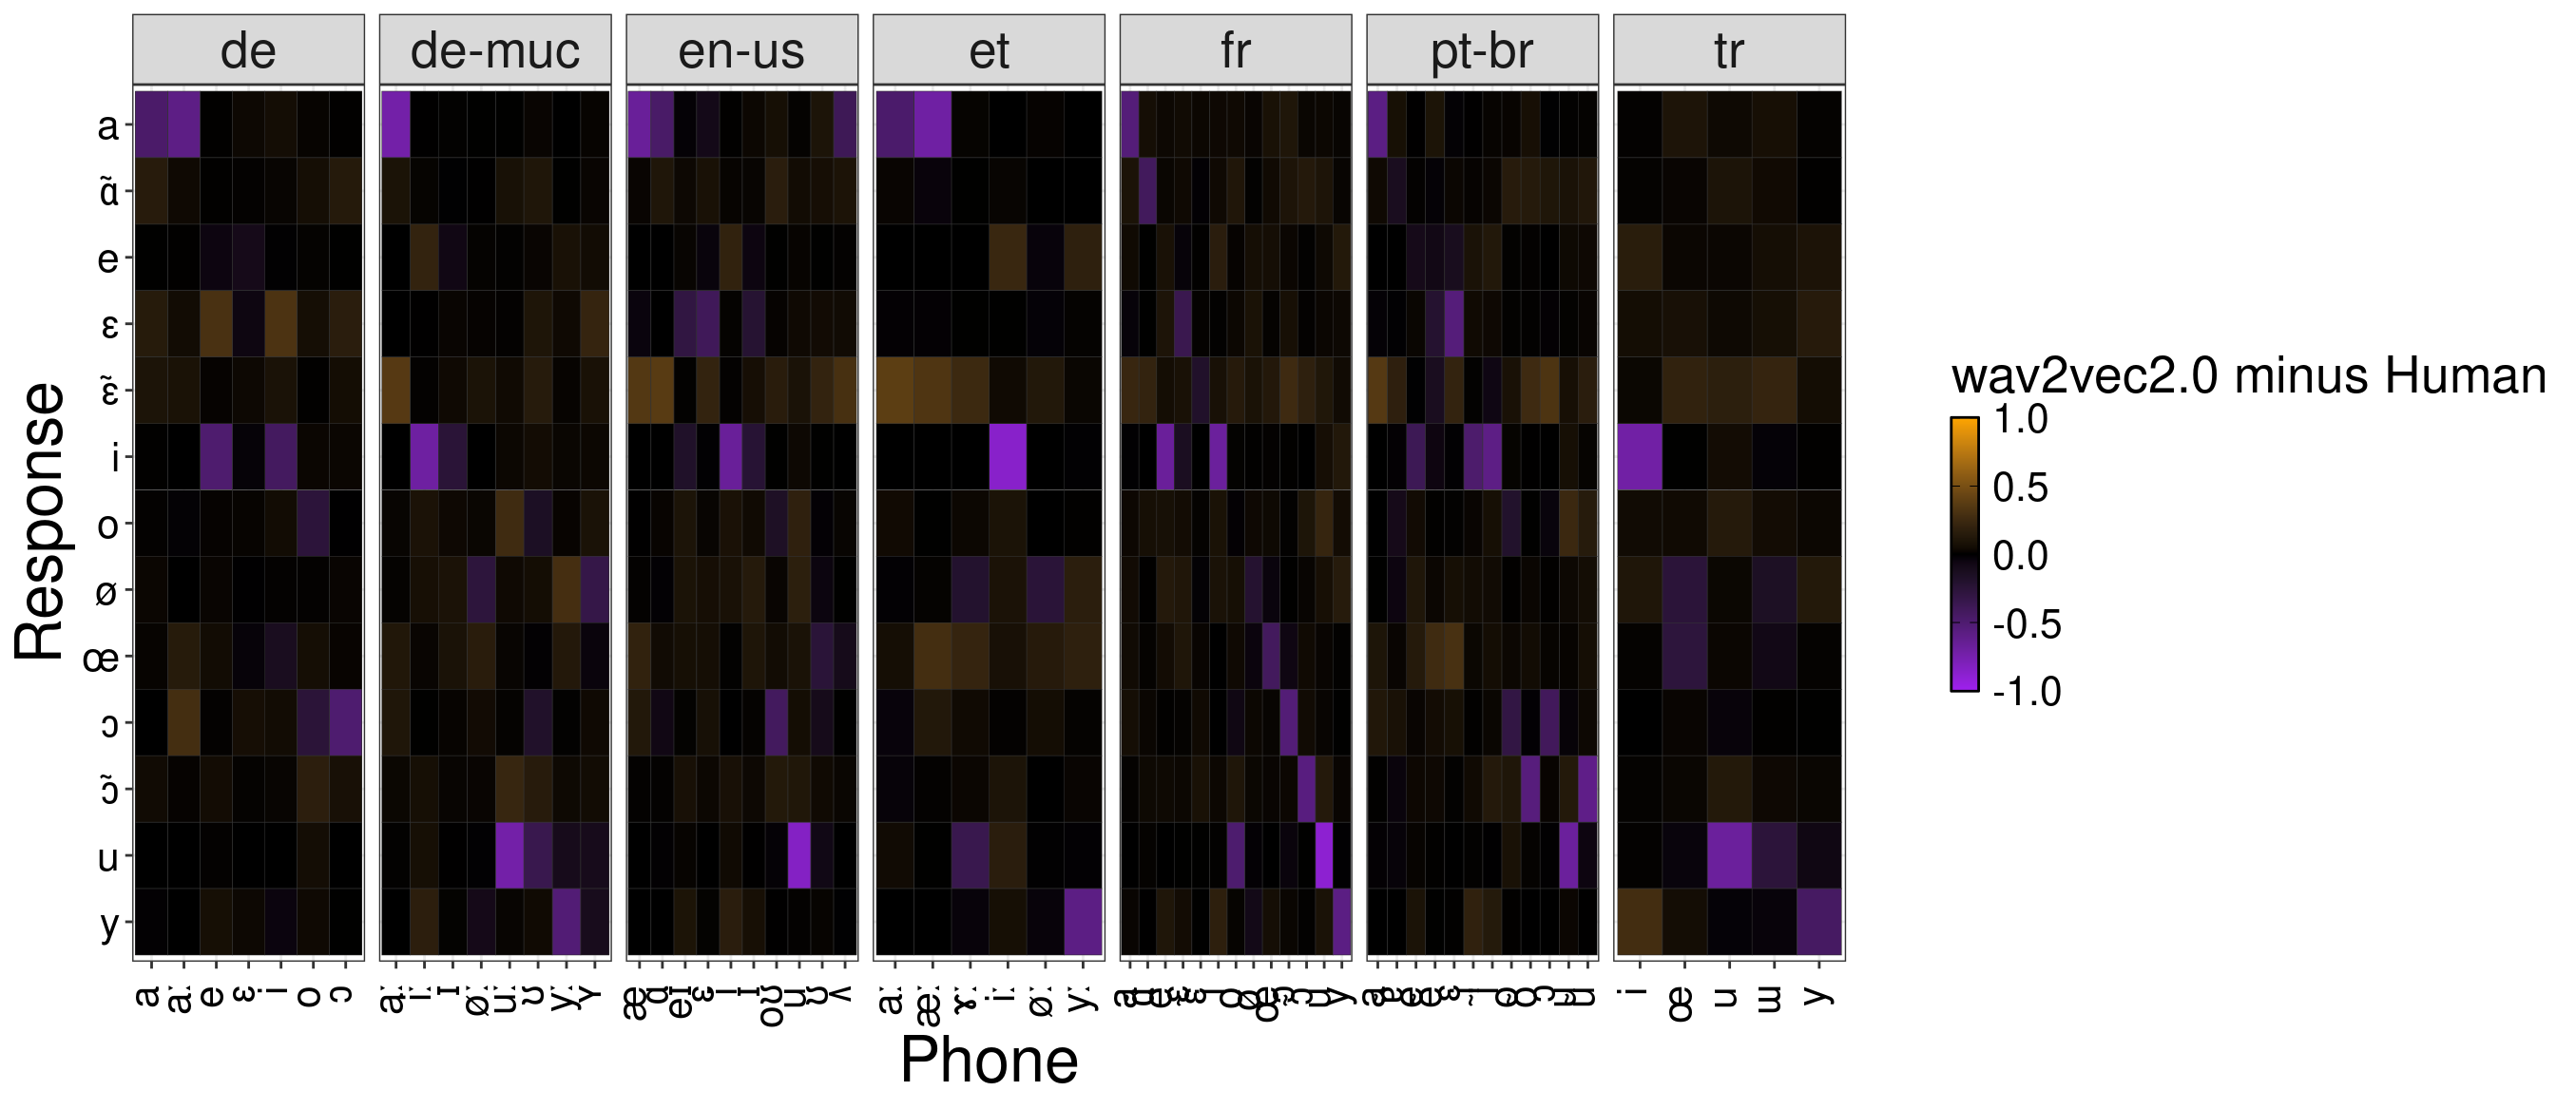 de de-muc en-us et fr pt-br tr
Response
a
ɑ̃
e
ɛ
ɛ̃
i
o
ø
œ
ɔ
ɔ̃
u
y
a aː e ɛ i o ɔ
aː iː ɪ øː uː ʊ yː ʏ
æ ɑ eɪ ɛ i ɪ oʊ u ʊ ʌ
aː æː ɤː iː øː yː
i œ u ɯ y
Phone
wav2vec2.0 minus Human
1.0
0.5
0.0
-0.5
-1.0